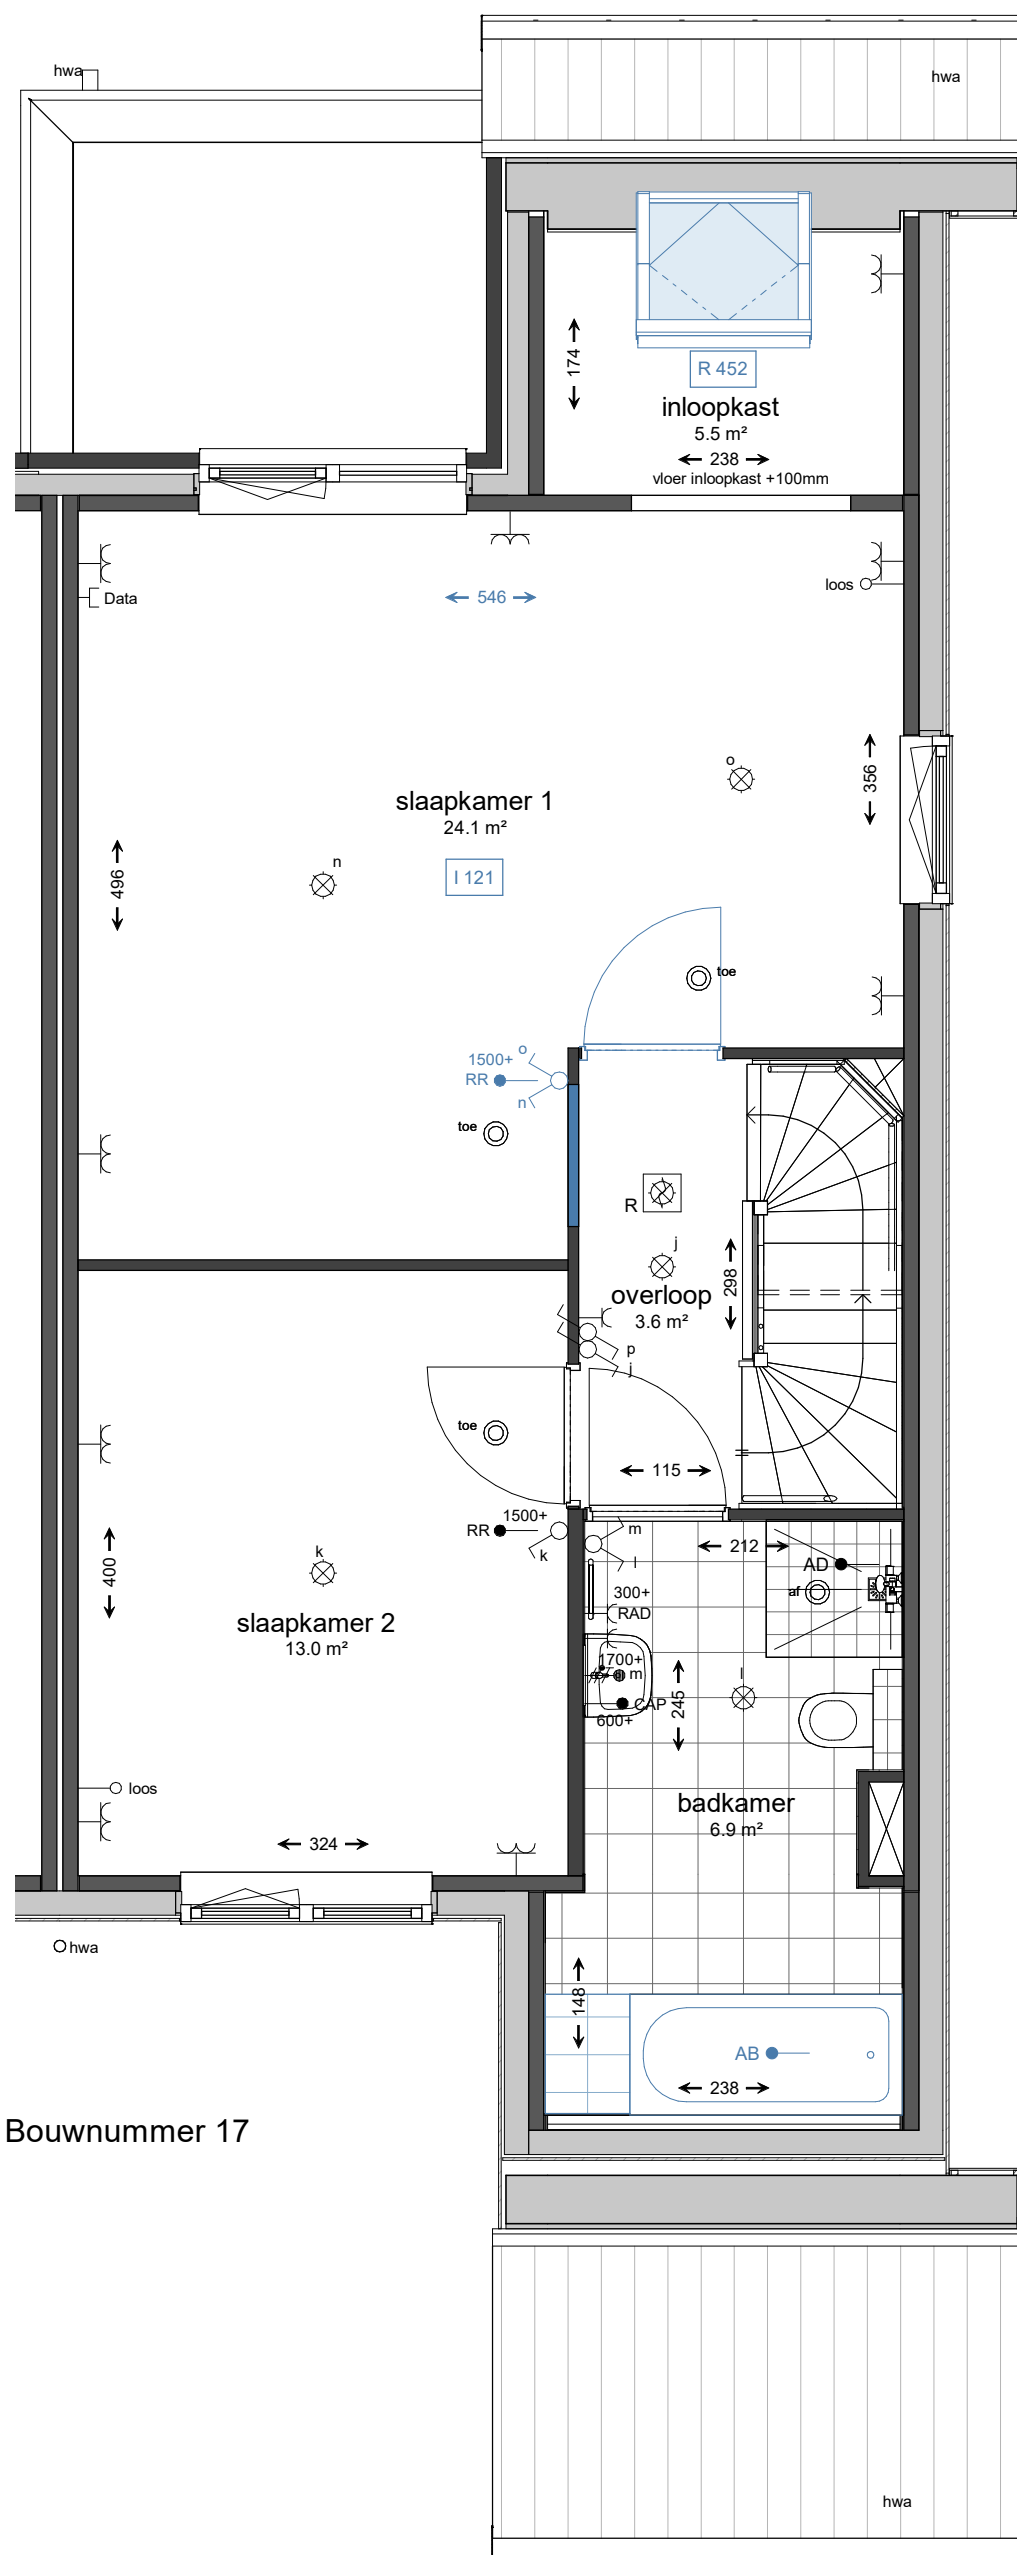 hwa
hwa
174
R 452
inloopkast
5.5 m²
238
vloer inloopkast +100mm
Data
546
loos
o
356
slaapkamer 1
24.1 m²
n
496
I 121
toe
1500+
o
RR
n
toe
R
j
298
overloop
3.6 m²
p
j
toe
115
1500+
RR
k
m
l
212
AD
af
k
400
300+
RAD
slaapkamer 2
13.0 m²
1700+
m
l
245
CAP
600+
loos
badkamer
6.9 m²
324
hwa
148
AB
238
Bouwnummer 17
hwa